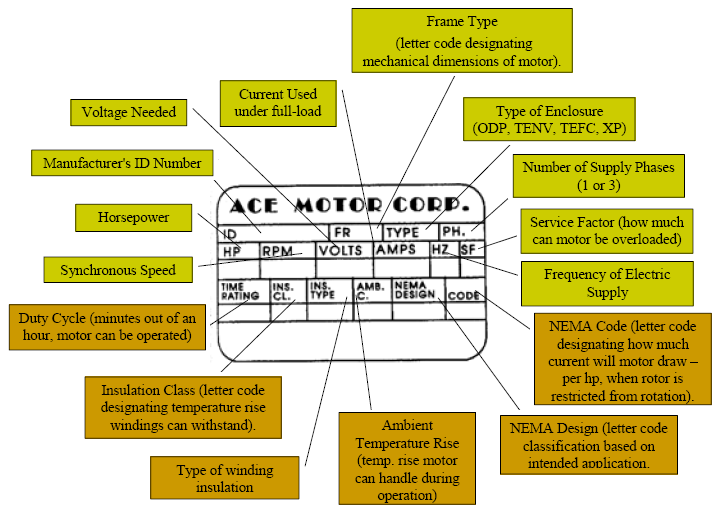 Frame Type
(letter code designating
mechanical dimensions of motor).
Current Used
under full-load
Voltage Needed
Type of Enclosure
(ODP, TENV, TEFC, XP)
Manufacturer's ID Number
Number of Supply Phases
(1 or 3)
Horsepower
Service Factor (how much
can motor be overloaded)
Synchronous Speed
Frequency of Electric
Supply
ACE MOTOR CORP.
ID FR TYPE PH.
HP RPM VOLTS AMPS HZ SF
TIME
RATING
INS.
CL.
INS.
TYPE
AMB.
C.
NEMA
DESIGN
CODE
Duty Cycle (minutes out of an
hour, motor can be operated)
NEMA Code (letter code
designating how much
current will motor draw –
per hp, when rotor is
restricted from rotation).
Insulation Class (letter code
designating temperature rise
windings can withstand).
Ambient
Temperature Rise
(temp. rise motor
can handle during
operation)
NEMA Design (letter code
classification based on
intended application.
Type of winding
insulation